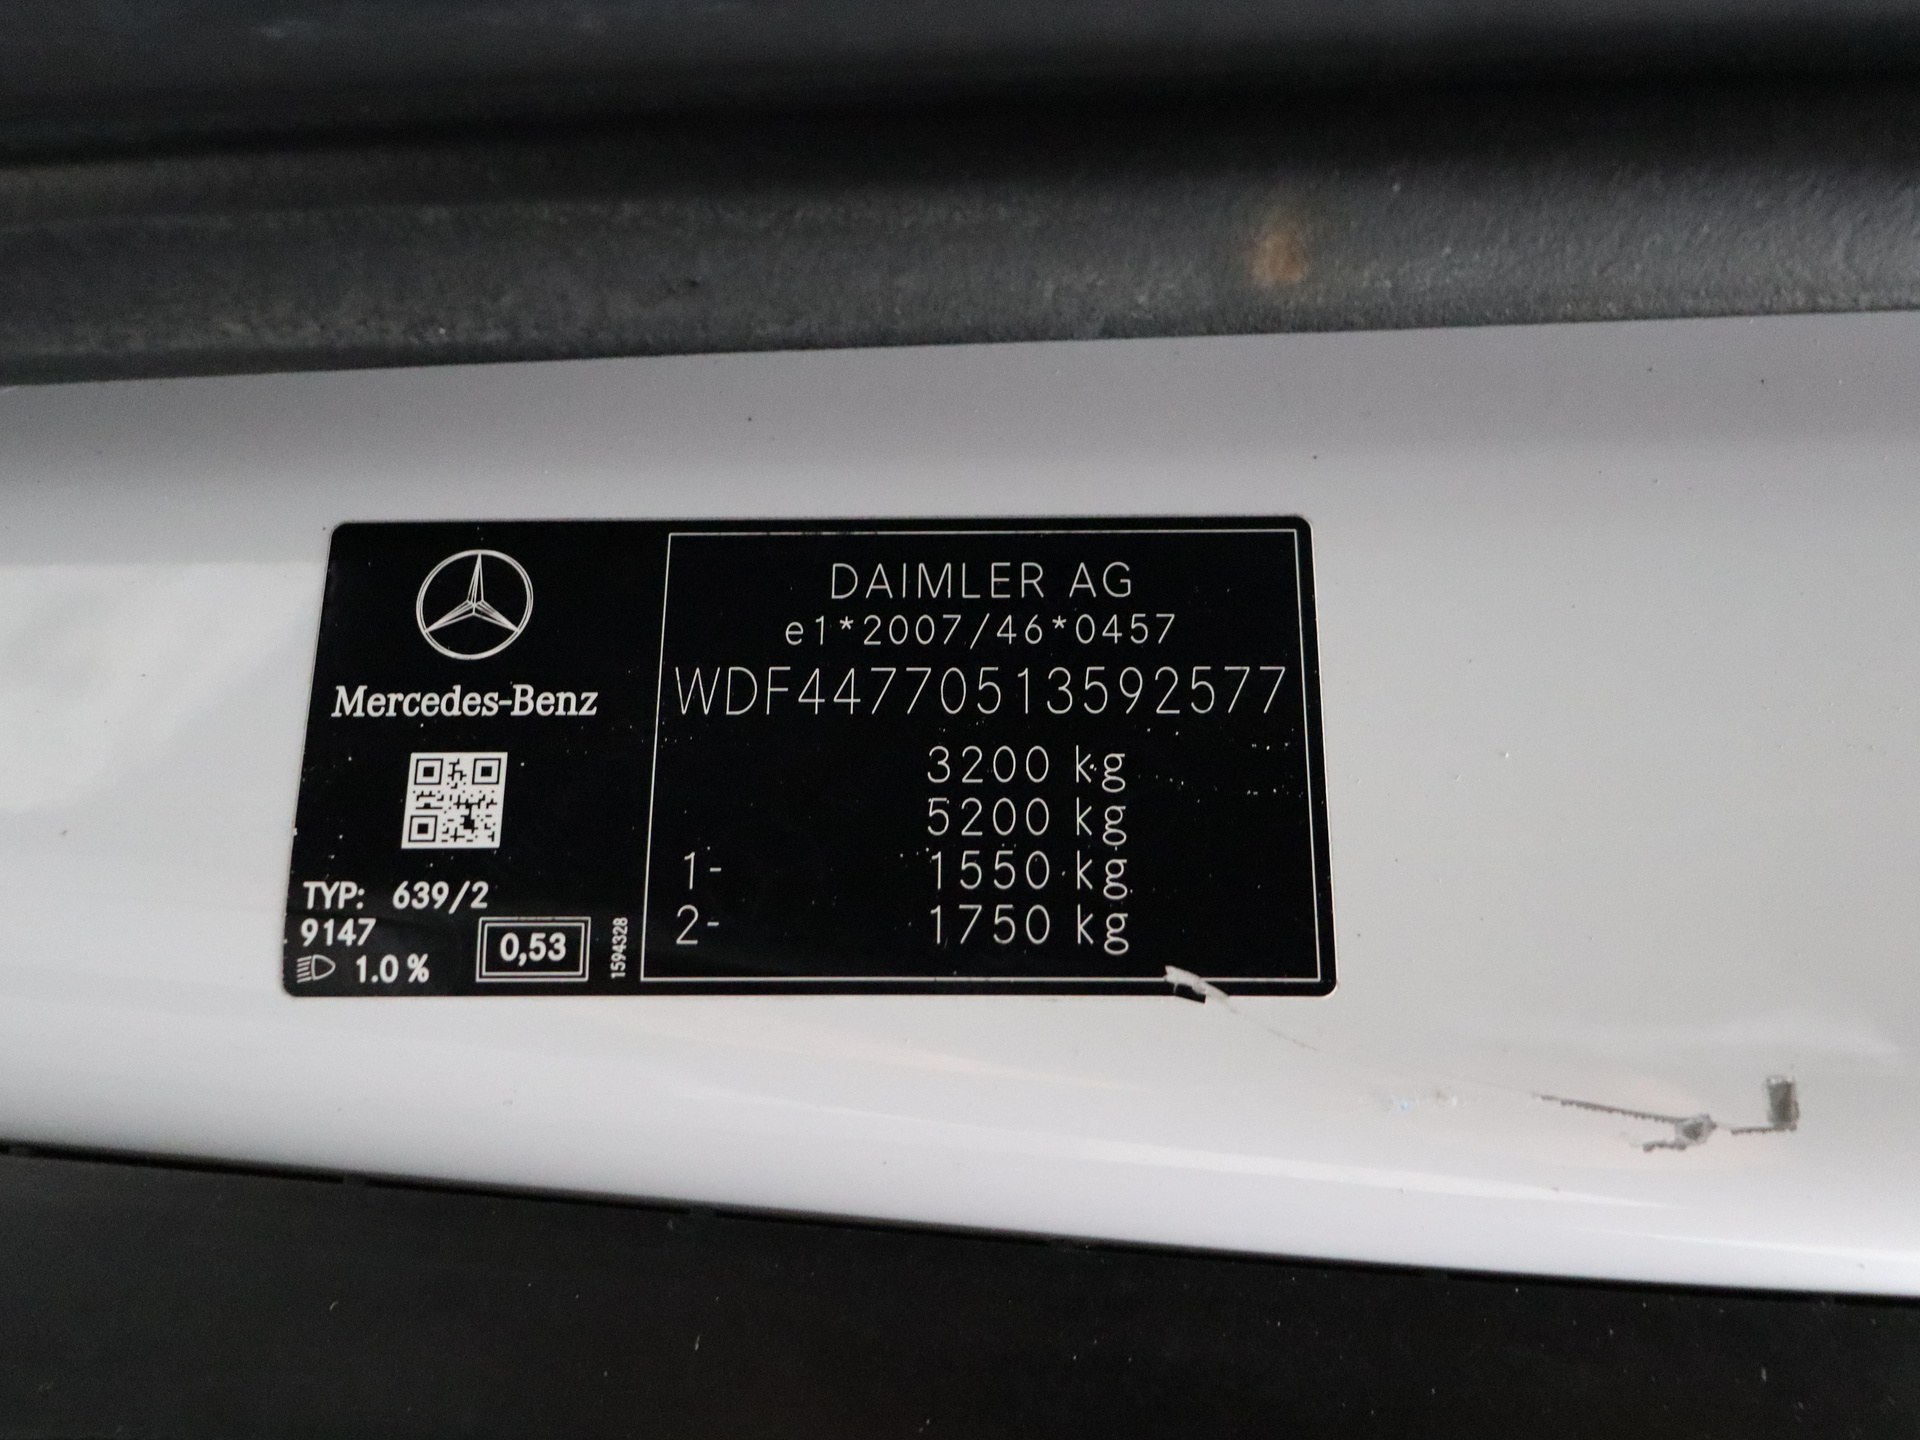 Mercedes-Benz
TYP: 639/2
9147
1.0 %
0,53
1594328
DAIMLER AG
e1*2007/46*0457
WDF44770513592577
3200 kg
5200 kg
1- 1550 kg
2- 1750 kg